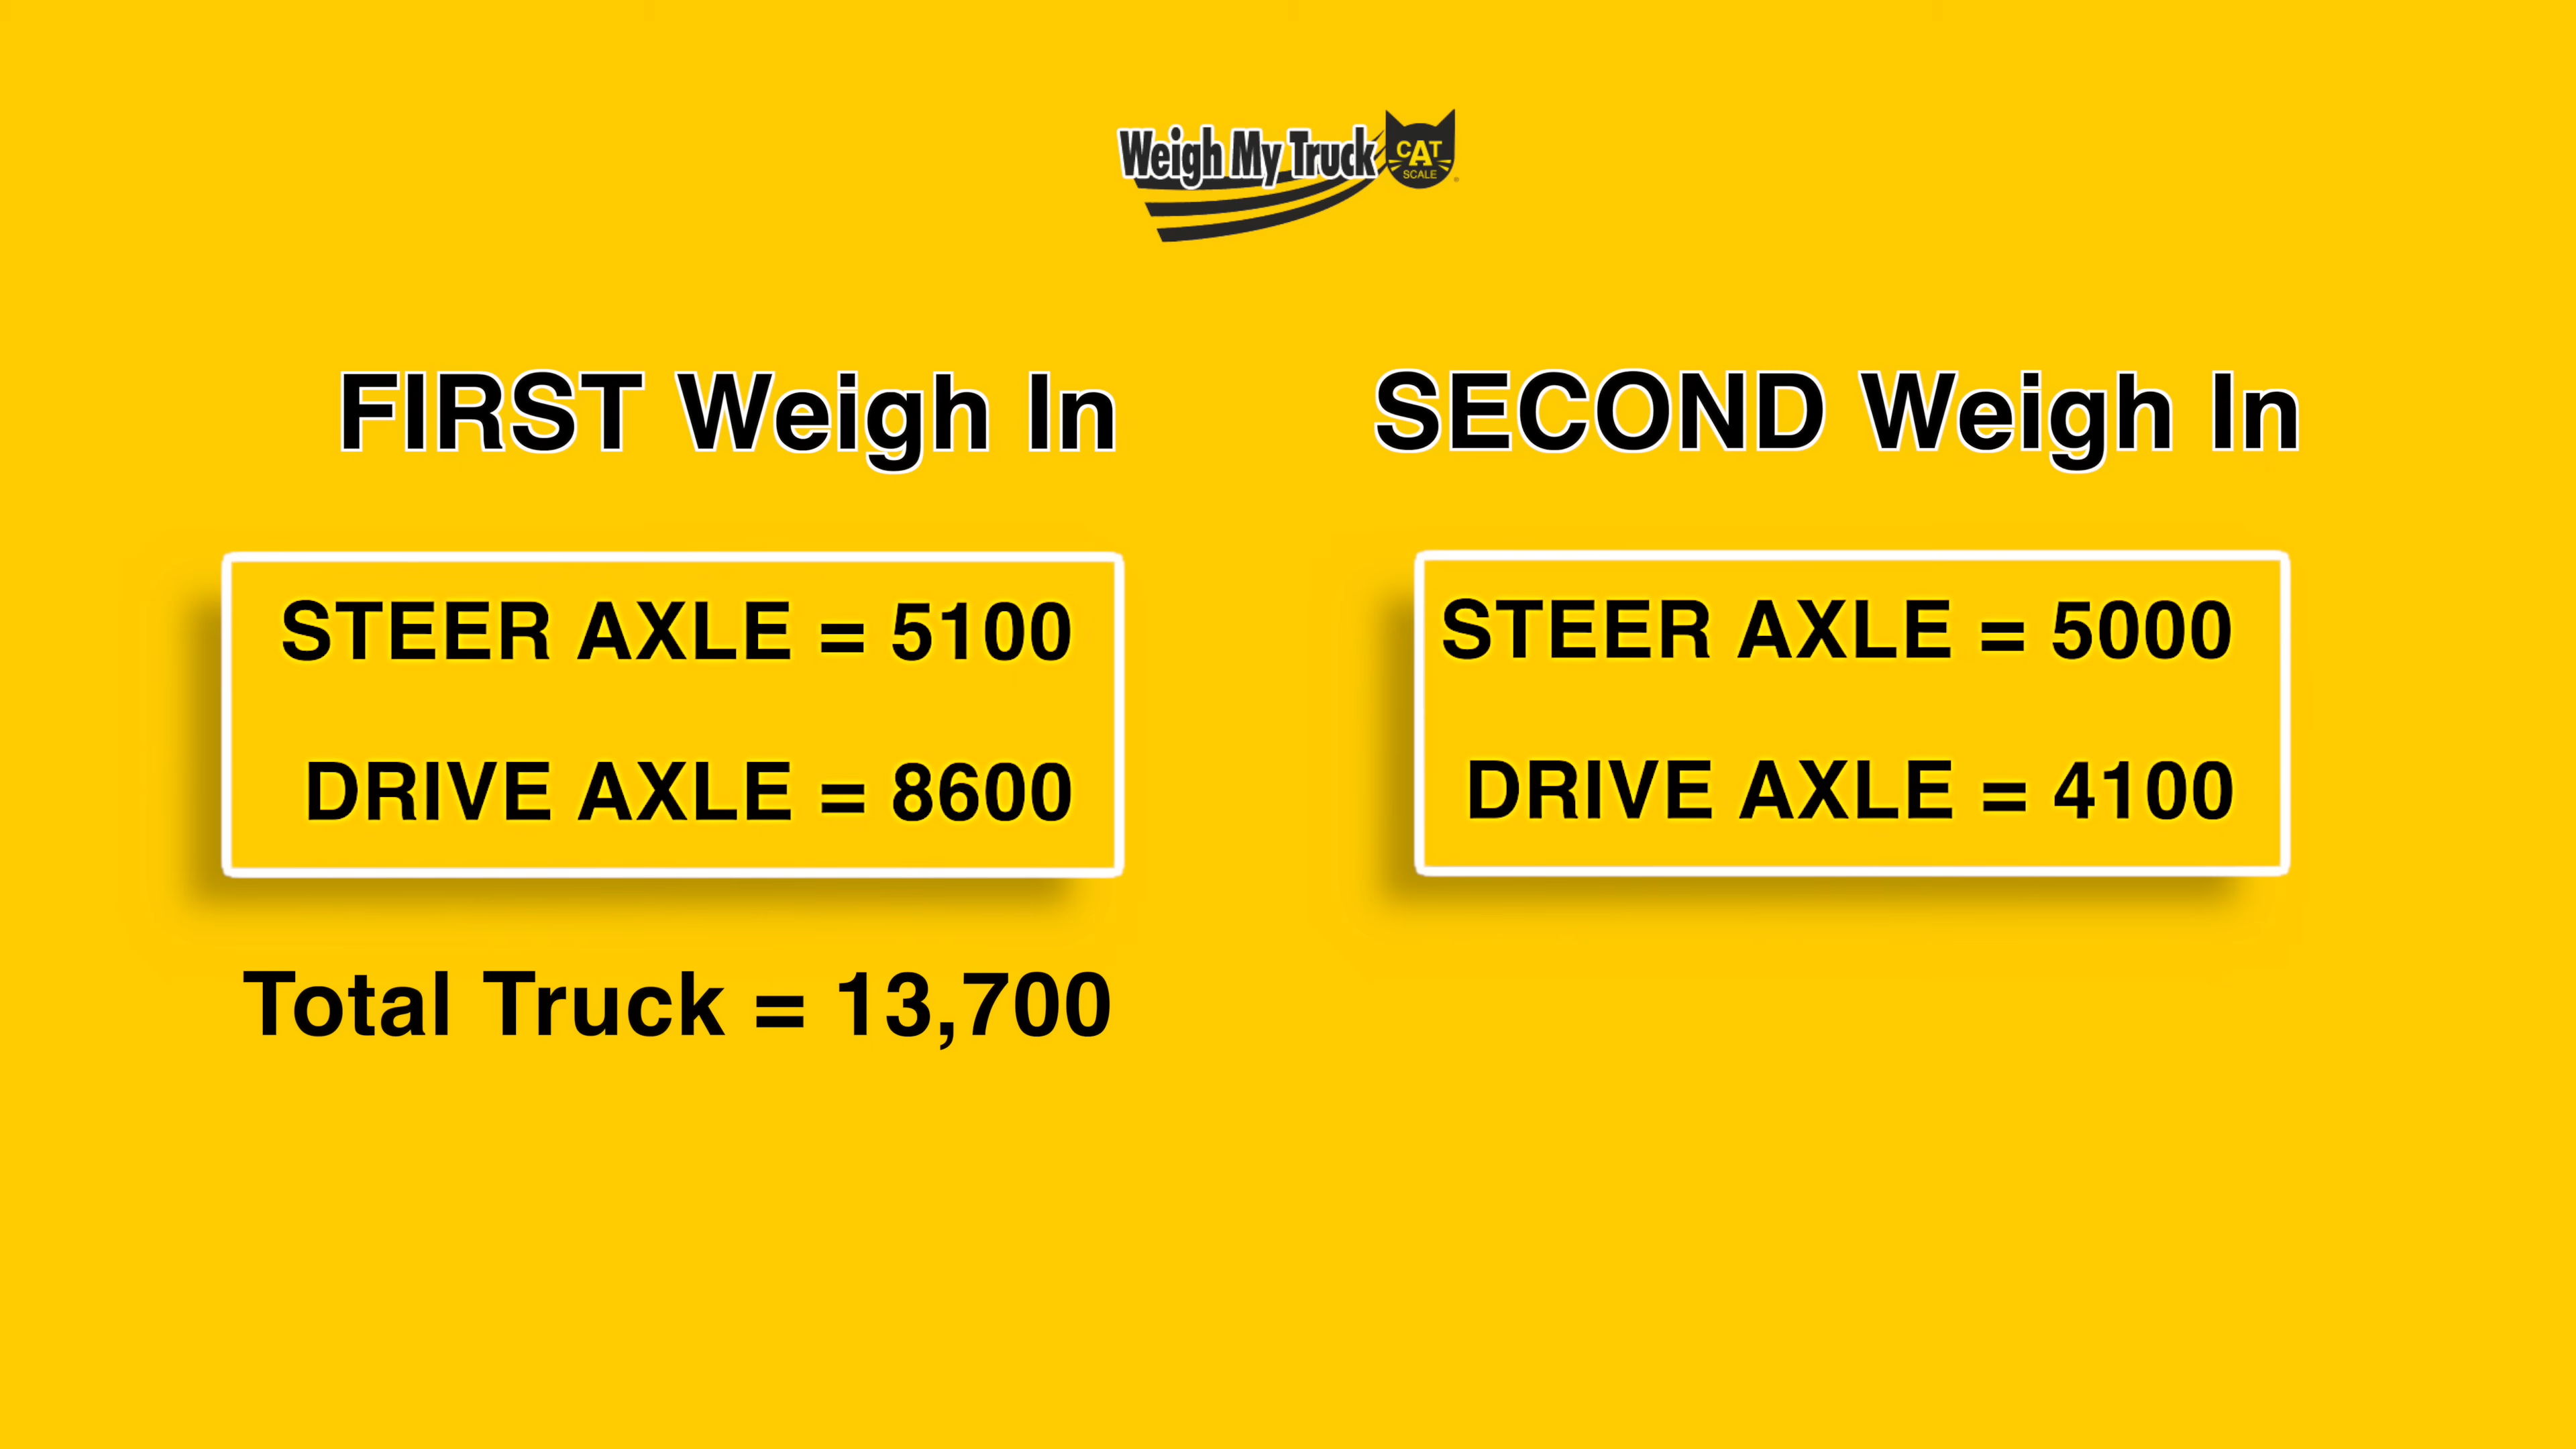 Weigh My Truck
CAT
SCALE
FIRST Weigh In
STEER AXLE = 5100
DRIVE AXLE = 8600
Total Truck = 13,700
SECOND Weigh In
STEER AXLE = 5000
DRIVE AXLE = 4100